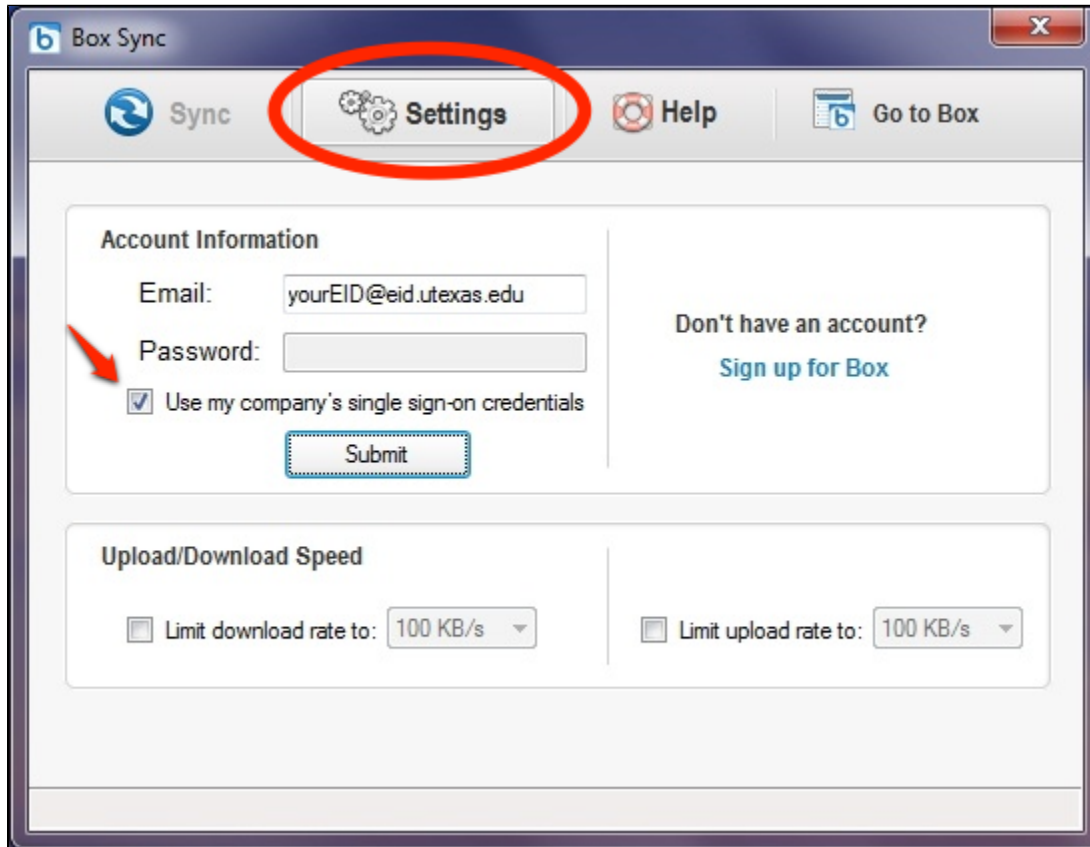 Box Sync
Sync Settings Help Go to Box
Account Information
Email: yourEID@eid.utexas.edu
Password:
Use my company's single sign-on credentials
Submit
Don't have an account?
Sign up for Box
Upload/Download Speed
Limit download rate to: 100 KB/s
Limit upload rate to: 100 KB/s